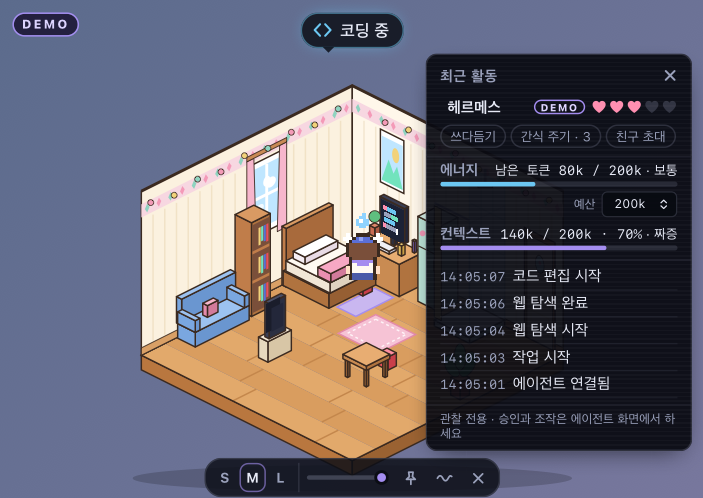 DEMO
코딩 중
최근 활동
헤르메스 DEMO
쓰다듬기 간식 주기 · 3 친구 초대
에너지 남은 토큰 80k / 200k · 보통
예산 200k
컨텍스트 140k / 200k · 70% · 짜증
14:05:07 코드 편집 시작
14:05:06 웹 탐색 완료
14:05:04 웹 탐색 시작
14:05:03 작업 시작
14:05:01 에이전트 연결됨
관찰 전용 · 승인과 조작은 에이전트 화면에서 하
세요
S M L